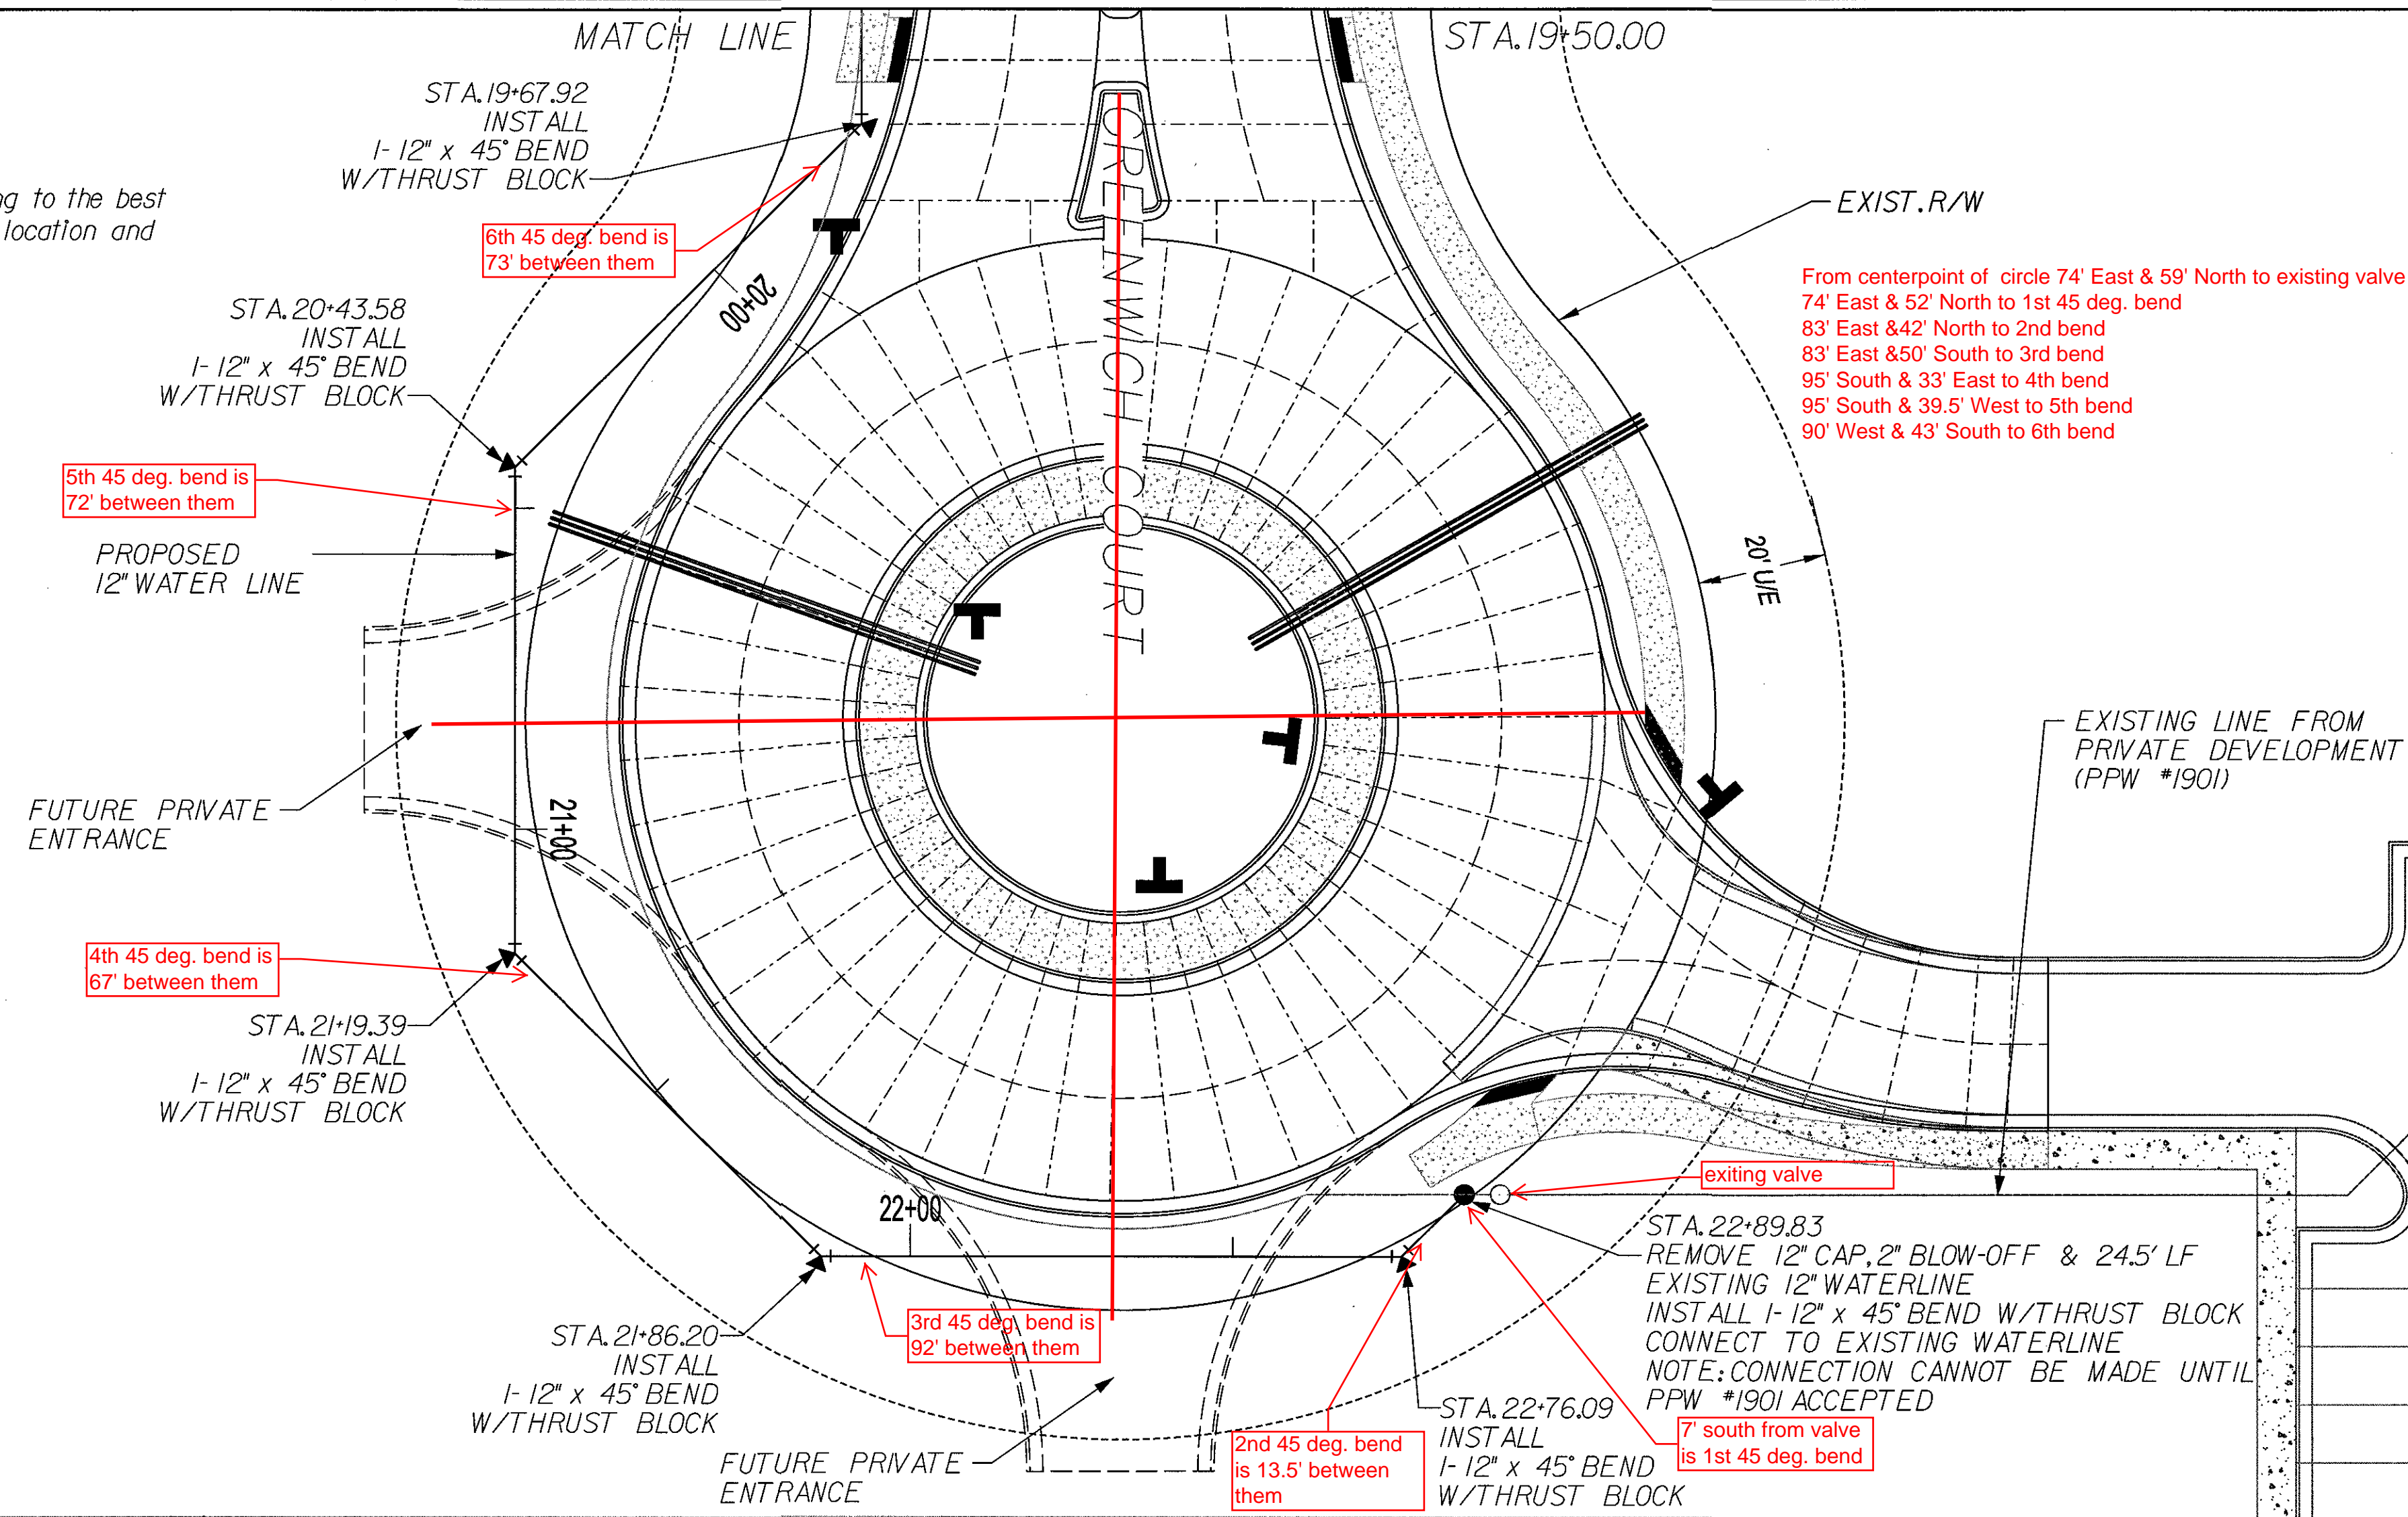 MATCH LINE
STA.19+50.00
STA.19+67.92
INSTALL
1-12" x 45° BEND
W/THRUST BLOCK
ng to the best
location and
6th 45 deg. bend is
73' between them
EXIST.R/W
GREENWICH COURT
20+00
From centerpoint of circle 74' East & 59' North to existing valve
74' East & 52' North to 1st 45 deg. bend
83' East &42' North to 2nd bend
83' East &50' South to 3rd bend
95' South & 33' East to 4th bend
95' South & 39.5' West to 5th bend
90' West & 43' South to 6th bend
STA.20+43.58
INSTALL
1-12" x 45° BEND
W/THRUST BLOCK
5th 45 deg. bend is
72' between them
PROPOSED
12" WATER LINE
20' U/E
EXISTING LINE FROM
PRIVATE DEVELOPMENT
(PPW #1901)
FUTURE PRIVATE
ENTRANCE
21+00
4th 45 deg. bend is
67' between them
STA.21+19.39
INSTALL
1-12" x 45° BEND
W/THRUST BLOCK
exiting valve
22+00
STA.22+89.83
REMOVE 12" CAP, 2" BLOW-OFF & 24.5' LF
EXISTING 12" WATERLINE
INSTALL 1-12" x 45° BEND W/THRUST BLOCK
CONNECT TO EXISTING WATERLINE
NOTE: CONNECTION CANNOT BE MADE UNTIL
PPW #1901 ACCEPTED
3rd 45 deg. bend is
92' between them
STA.21+86.20
INSTALL
1-12" x 45° BEND
W/THRUST BLOCK
STA.22+76.09
INSTALL
1-12" x 45° BEND
W/THRUST BLOCK
7' south from valve
is 1st 45 deg. bend
2nd 45 deg. bend
is 13.5' between
them
FUTURE PRIVATE
ENTRANCE